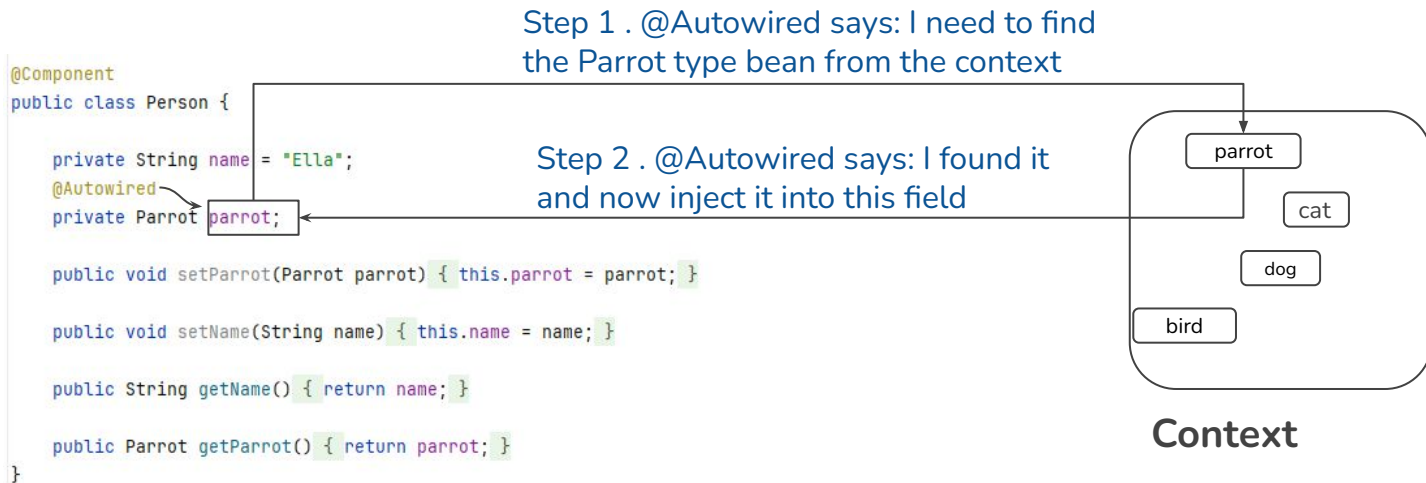 Step 1 . @Autowired says: I need to find
the Parrot type bean from the context
@Component
public class Person {
private String name = "Ella";
@Autowired
private Parrot parrot;
Step 2 . @Autowired says: I found it
and now inject it into this field
public void setParrot(Parrot parrot) { this.parrot = parrot; }
public void setName(String name) { this.name = name; }
public String getName() { return name; }
public Parrot getParrot() { return parrot; }
}
parrot
cat
dog
bird
Context